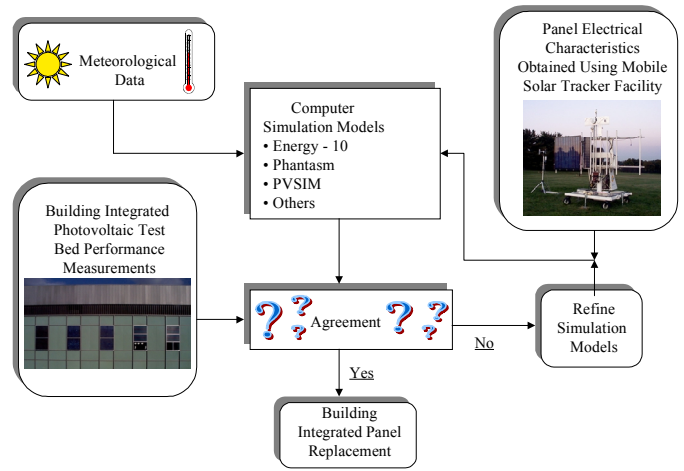 Meteorological
Data
Panel Electrical
Characteristics
Obtained Using Mobile
Solar Tracker Facility
Computer
Simulation Models
• Energy - 10
• Phantasm
• PVSIM
• Others
Building Integrated
Photovoltaic Test
Bed Performance
Measurements
? ? ? Agreement ? ? ?
No
Refine
Simulation
Models
Yes
Building
Integrated Panel
Replacement